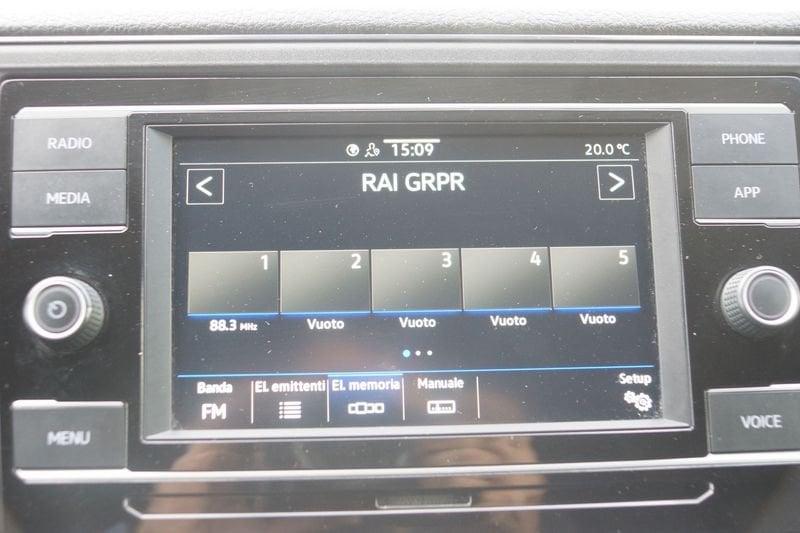 RADIO
PHONE
MEDIA
APP
15:09
20.0 °C
<
RAI GRPR
>
1
2
3
4
5
88.3 MHz
Vuoto
Vuoto
Vuoto
Vuoto
Banda
El. emittenti
El. memoria
Manuale
Setup
FM
MENU
VOICE